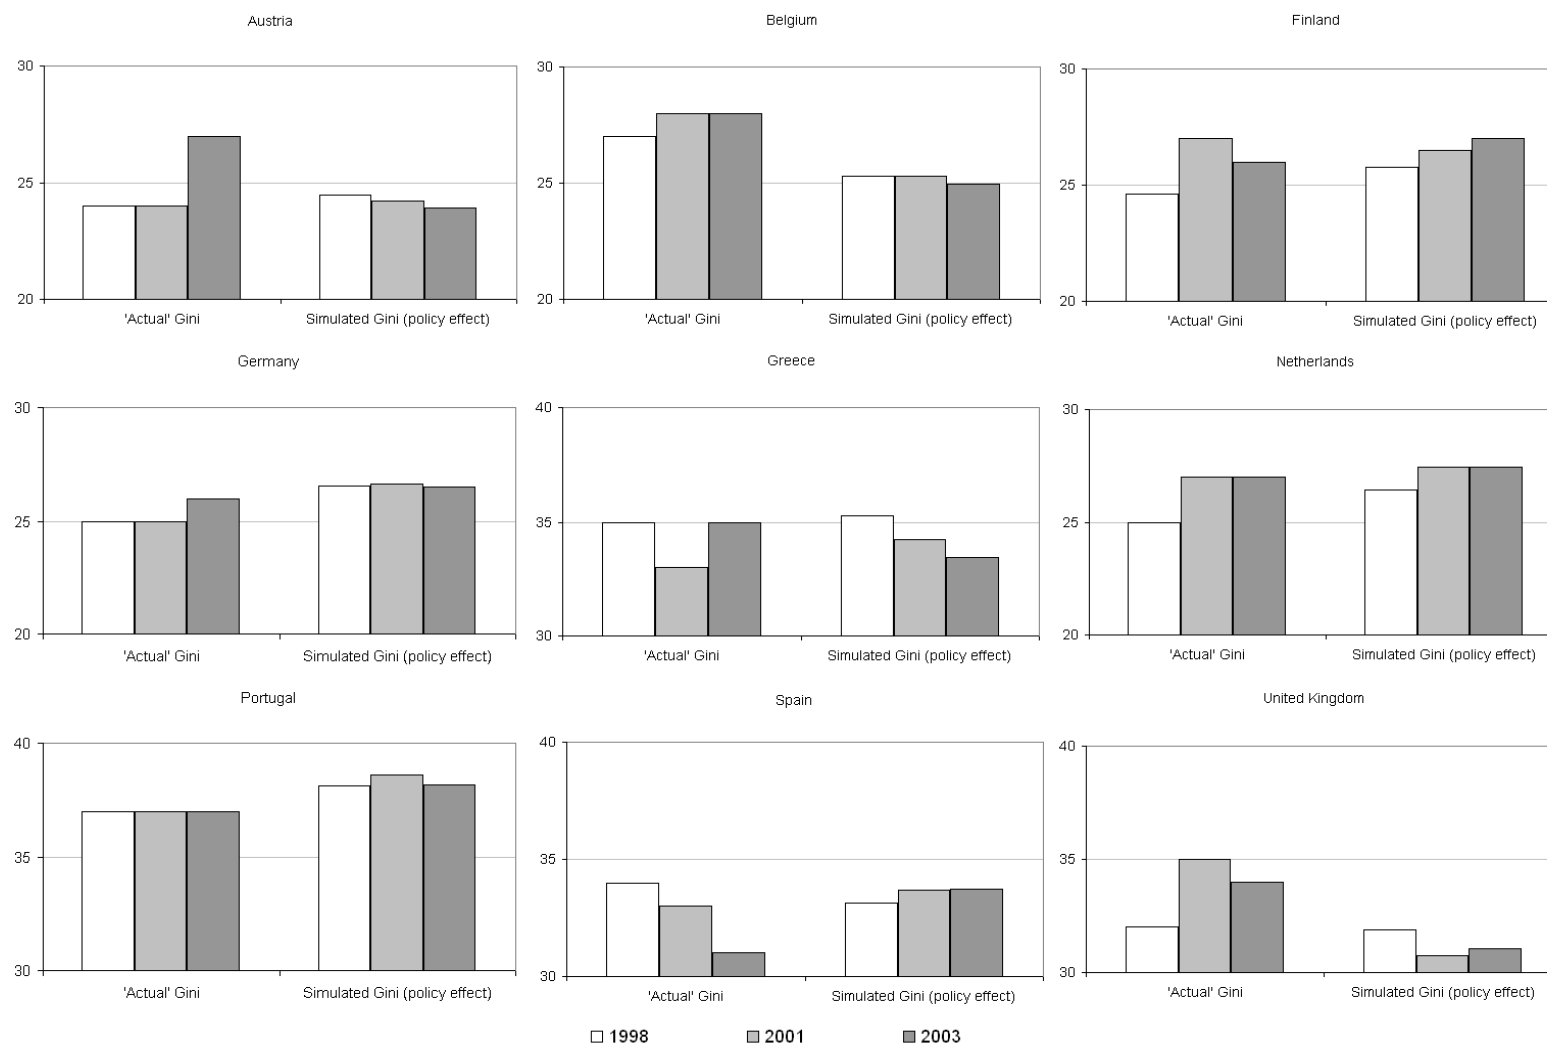 Austria
Belgium
Finland
30
25
20
'Actual' Gini
Simulated Gini (policy effect)
30
25
20
'Actual' Gini
Simulated Gini (policy effect)
30
25
20
'Actual' Gini
Simulated Gini (policy effect)
Germany
Greece
Netherlands
30
25
20
'Actual' Gini
Simulated Gini (policy effect)
40
35
30
'Actual' Gini
Simulated Gini (policy effect)
30
25
20
'Actual' Gini
Simulated Gini (policy effect)
Portugal
Spain
United Kingdom
40
35
30
'Actual' Gini
Simulated Gini (policy effect)
40
35
30
'Actual' Gini
Simulated Gini (policy effect)
40
35
30
'Actual' Gini
Simulated Gini (policy effect)
1998
2001
2003